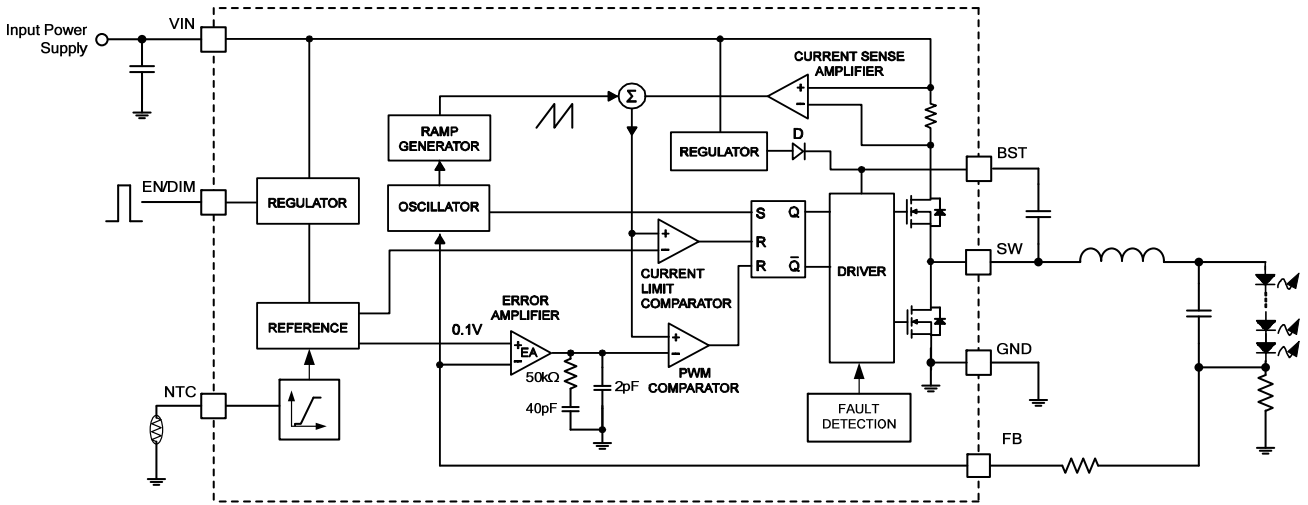 Input Power
Supply
VIN
CURRENT SENSE
AMPLIFIER
+
−
Σ
RAMP
GENERATOR
REGULATOR
D
BST
EN/DIM
REGULATOR
OSCILLATOR
S Q
R
R Q̅
+
−
CURRENT
LIMIT
COMPARATOR
DRIVER
SW
REFERENCE
ERROR
AMPLIFIER
0.1V
+
EA
−
+
−
PWM
COMPARATOR
GND
50kΩ
2pF
40pF
NTC
FAULT
DETECTION
FB